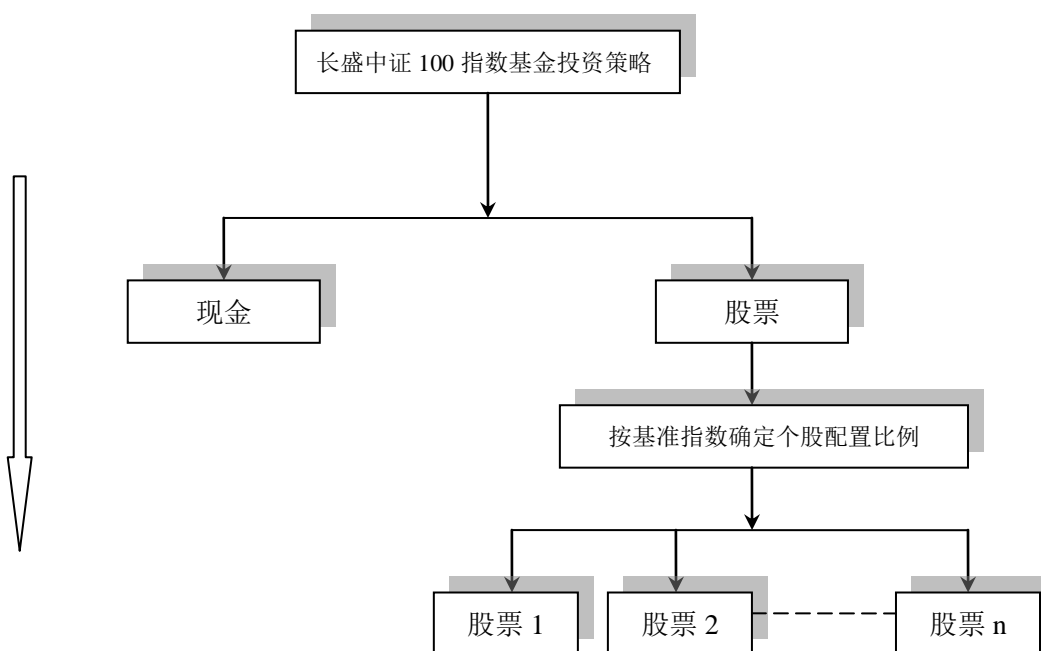 长盛中证 100 指数基金投资策略
现金
股票
按基准指数确定个股配置比例
股票 1
股票 2
股票 n